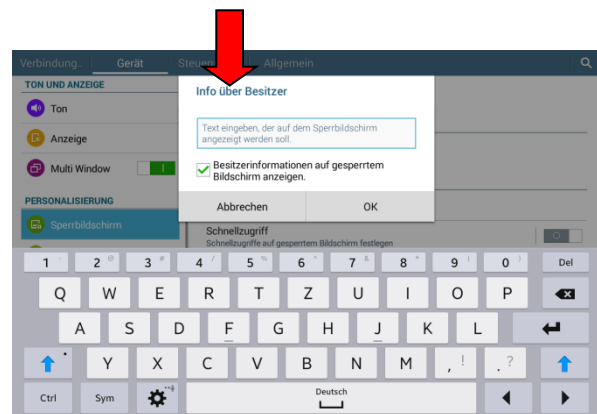 Verbindung.. Gerät Allgemein
TON UND ANZEIGE
Info über Besitzer
Ton
Text eingeben, der auf dem Sperrbildschirm
angezeigt werden soll.
Anzeige
Multi Window
Besitzerinformationen auf gesperrtem
Bildschirm anzeigen.
PERSONALISIERUNG
Abbrechen OK
Sperrbildschirm
Schnellzugriff
Schnellzugriffe auf gesperrtem Bildschirm festlegen
1 2 @ 3 # 4 / 5 % 6 ^ 7 & 8 * 9 ( 0 ) Del
Q W E R T Z U I O P
A S D F G H J K L
Y X C V B N M , ! . ?
Ctrl Sym Deutsch